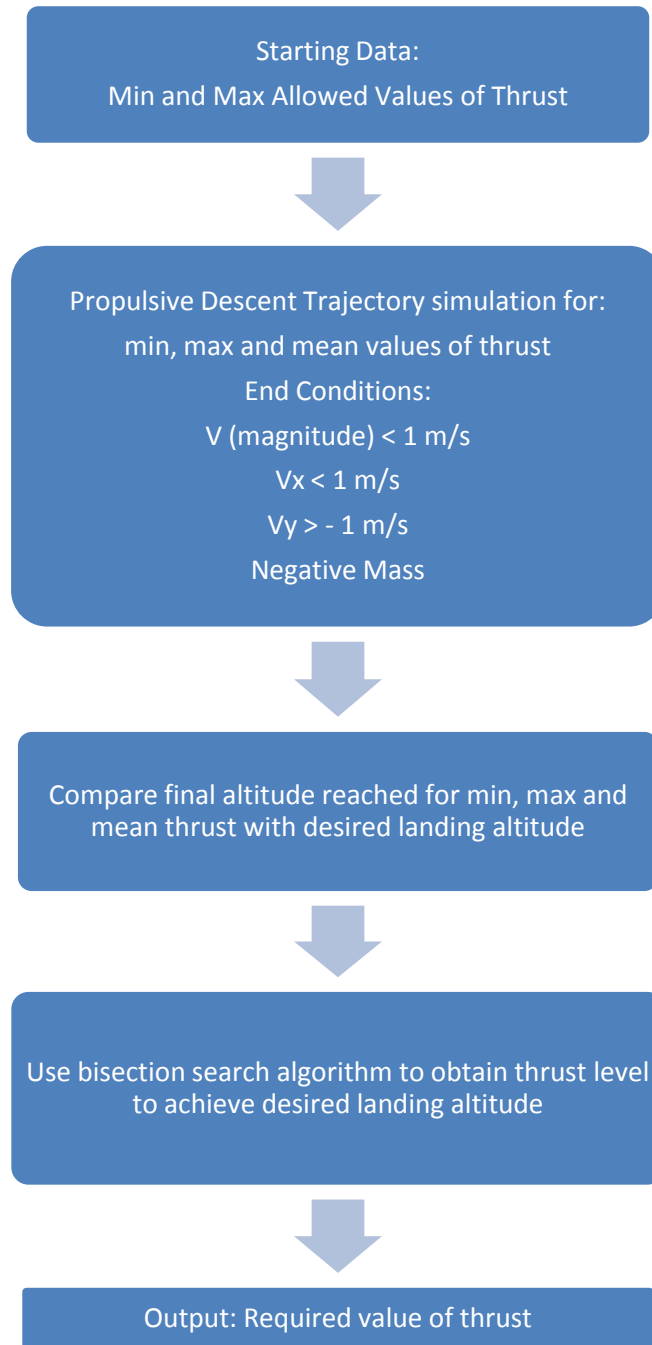 Starting Data:
Min and Max Allowed Values of Thrust
Propulsive Descent Trajectory simulation for:
min, max and mean values of thrust
End Conditions:
V (magnitude) < 1 m/s
Vx < 1 m/s
Vy > - 1 m/s
Negative Mass
Compare final altitude reached for min, max and
mean thrust with desired landing altitude
Use bisection search algorithm to obtain thrust level
to achieve desired landing altitude
Output: Required value of thrust